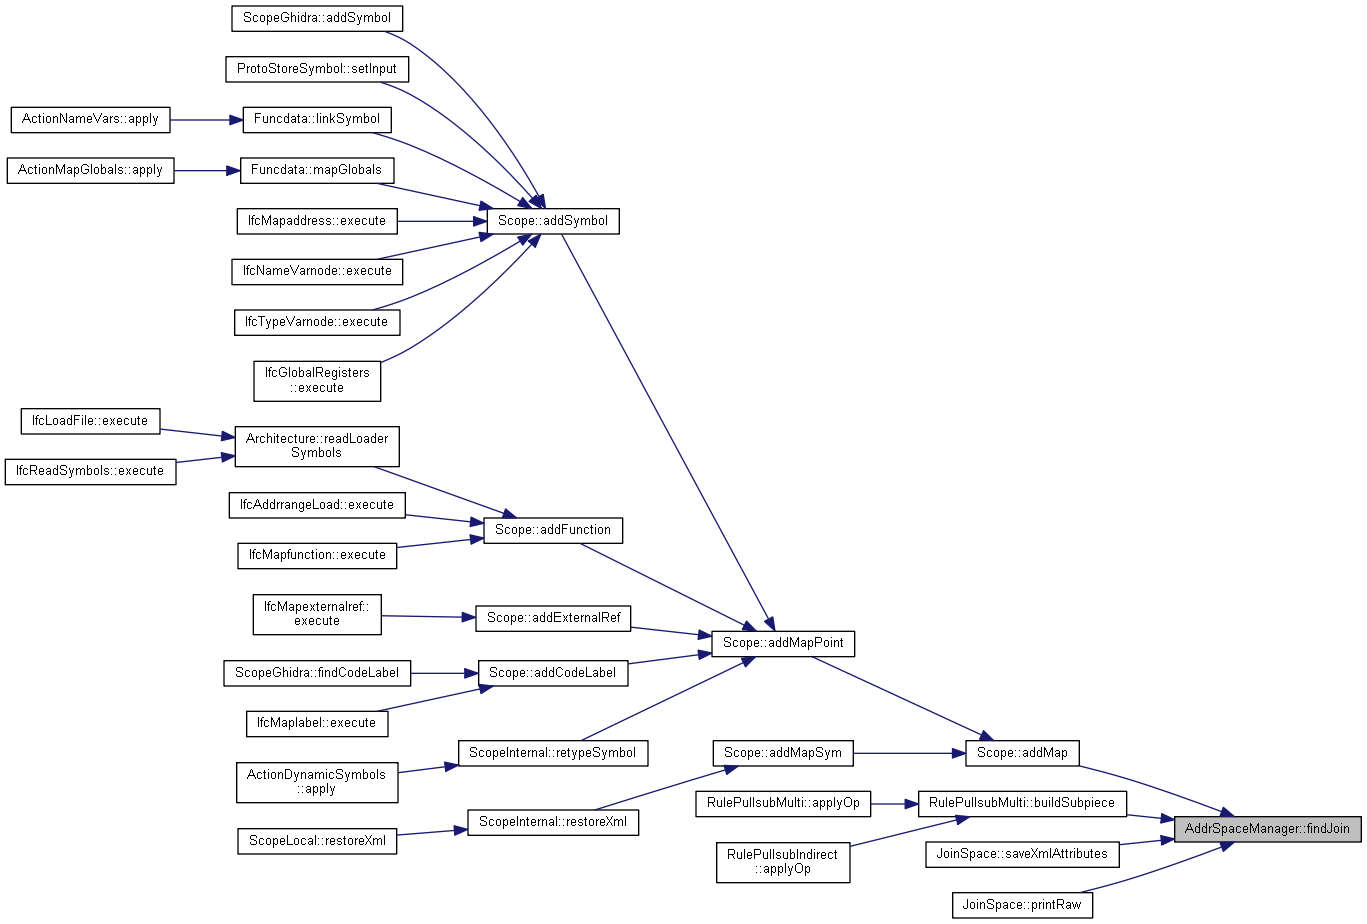 ScopeGhidra::addSymbol
ProtoStoreSymbol::setInput
ActionNameVars::apply
Funcdata::linkSymbol
ActionMapGlobals::apply
Funcdata::mapGlobals
IfcMapaddress::execute
Scope::addSymbol
IfcNameVarnode::execute
IfcTypeVarnode::execute
IfcGlobalRegisters
::execute
IfcLoadFile::execute
Architecture::readLoader
Symbols
IfcReadSymbols::execute
IfcAddrrangeLoad::execute
Scope::addFunction
IfcMapfunction::execute
IfcMapexternalref::
execute
Scope::addExternalRef
Scope::addMapPoint
ScopeGhidra::findCodeLabel
Scope::addCodeLabel
IfcMaplabel::execute
ScopeInternal::retypeSymbol
Scope::addMapSym
Scope::addMap
ActionDynamicSymbols
::apply
RulePullsubMulti::applyOp
RulePullsubMulti::buildSubpiece
ScopeInternal::restoreXml
AddrSpaceManager::findJoin
ScopeLocal::restoreXml
RulePullsubIndirect
::applyOp
JoinSpace::saveXmlAttributes
JoinSpace::printRaw